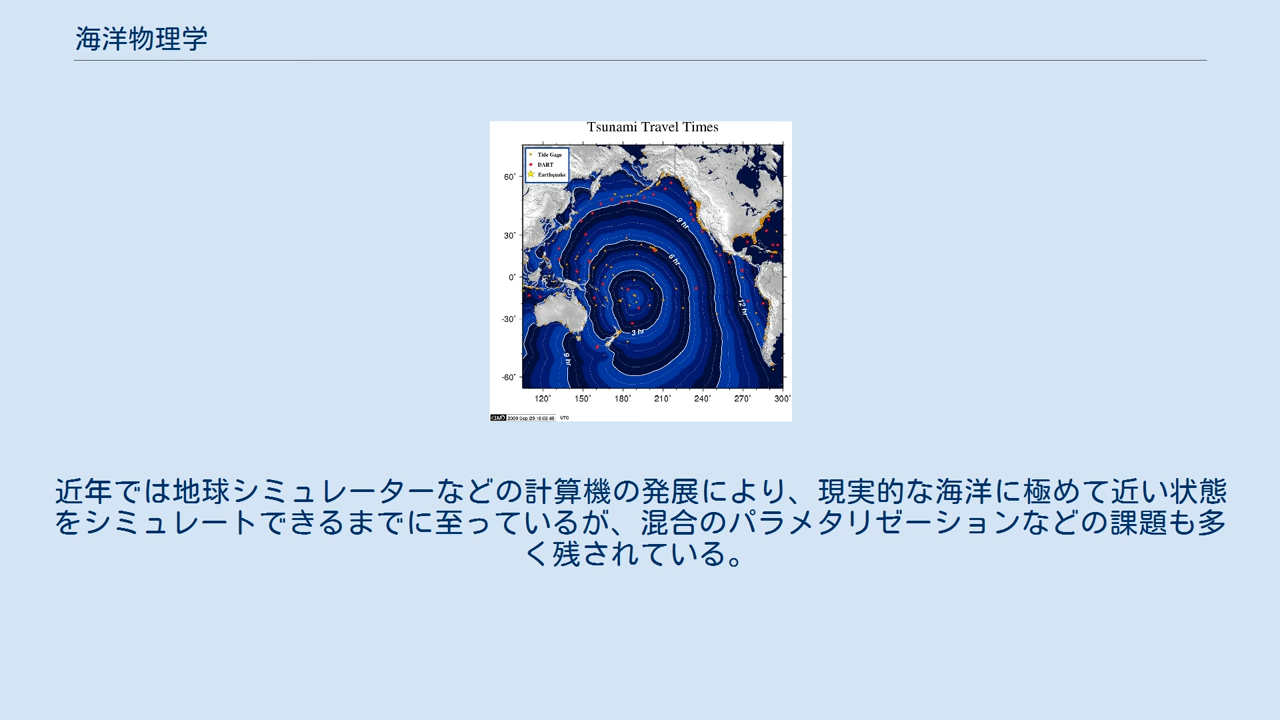 海洋物理学
Tsunami Travel Times
Tide Gage
DART
Earthquake
60°
30°
0°
-30°
-60°
9 hr
6 hr
3 hr
12 hr
9 hr
120° 150° 180° 210° 240° 270° 300°
UTC
近年では地球シミュレーターなどの計算機の発展により、現実的な海洋に極めて近い状態
をシミュレートできるまでに至っているが、混合のパラメタリゼーションなどの課題も多
く残されている。